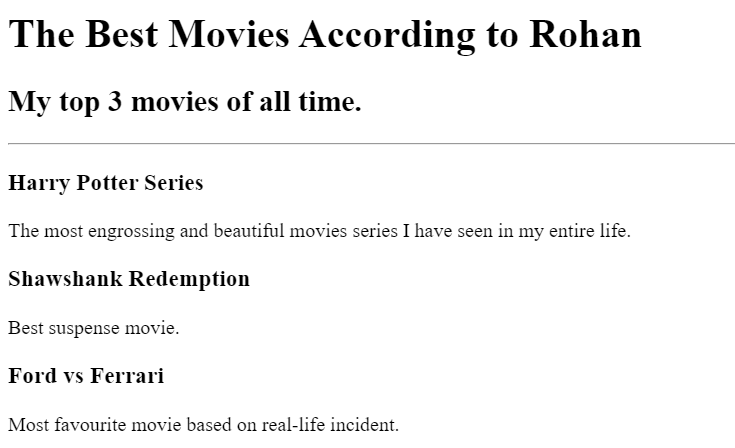 The Best Movies According to Rohan
My top 3 movies of all time.
Harry Potter Series
The most engrossing and beautiful movies series I have seen in my entire life.
Shawshank Redemption
Best suspense movie.
Ford vs Ferrari
Most favourite movie based on real-life incident.